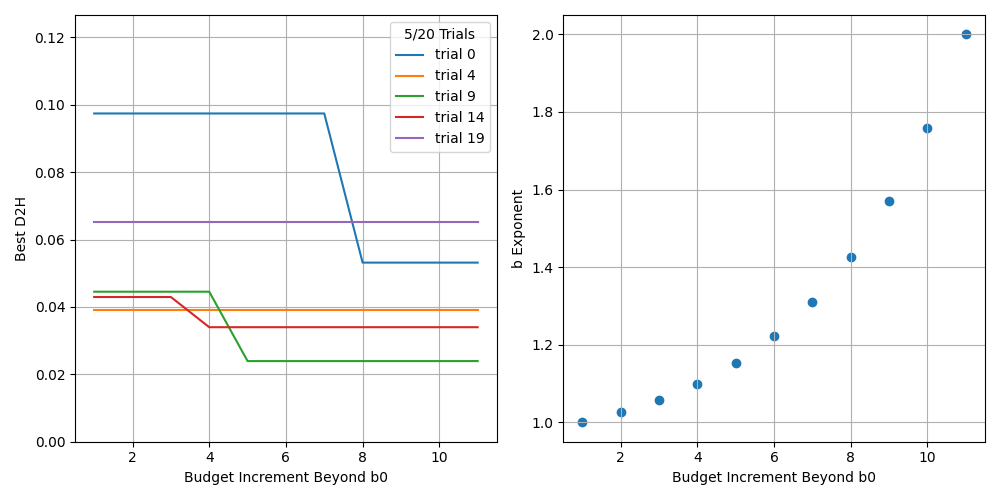 0.12
0.10
0.08
0.06
0.04
0.02
0.00
Best D2H
2 4 6 8 10
Budget Increment Beyond b0
5/20 Trials
trial 0
trial 4
trial 9
trial 14
trial 19
2.0
1.8
1.6
1.4
1.2
1.0
b Exponent
2 4 6 8 10
Budget Increment Beyond b0